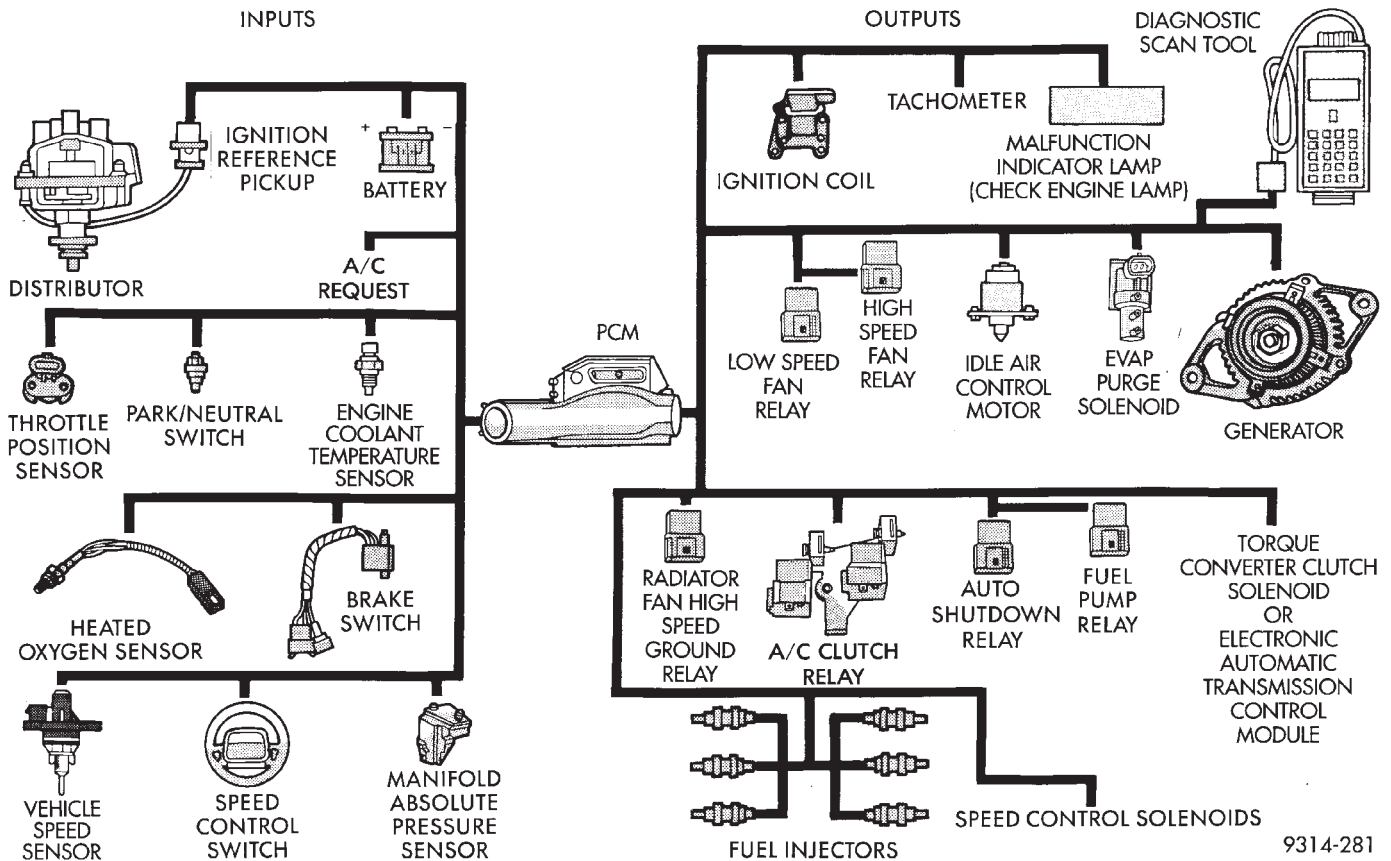 INPUTS
IGNITION
REFERENCE
PICKUP
+
−
BATTERY
DISTRIBUTOR
A/C
REQUEST
THROTTLE
POSITION
SENSOR
PARK/NEUTRAL
SWITCH
ENGINE
COOLANT
TEMPERATURE
SENSOR
HEATED
OXYGEN SENSOR
BRAKE
SWITCH
VEHICLE
SPEED
SENSOR
SPEED
CONTROL
SWITCH
MANIFOLD
ABSOLUTE
PRESSURE
SENSOR
PCM
OUTPUTS
DIAGNOSTIC
SCAN TOOL
IGNITION COIL
TACHOMETER
MALFUNCTION
INDICATOR LAMP
(CHECK ENGINE LAMP)
LOW SPEED
FAN
RELAY
HIGH
SPEED
FAN
RELAY
IDLE AIR
CONTROL
MOTOR
EVAP
PURGE
SOLENOID
GENERATOR
RADIATOR
FAN HIGH
SPEED
GROUND
RELAY
A/C CLUTCH
RELAY
AUTO
SHUTDOWN
RELAY
FUEL
PUMP
RELAY
TORQUE
CONVERTER CLUTCH
SOLENOID
OR
ELECTRONIC
AUTOMATIC
TRANSMISSION
CONTROL
MODULE
FUEL INJECTORS
SPEED CONTROL SOLENOIDS
9314-281